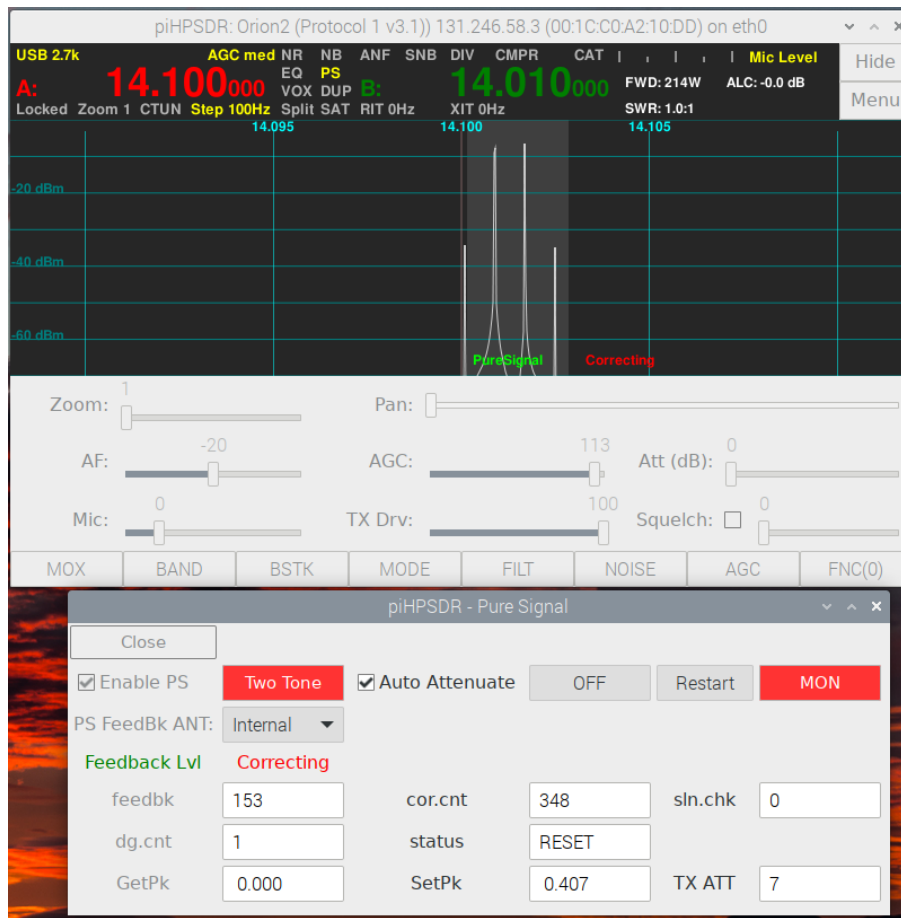 piHPSDR: Orion2 (Protocol 1 v3.1)) 131.246.58.3 (00:1C:C0:A2:10:DD) on eth0
USB 2.7k AGC med NR NB ANF SNB DIV CMPR CAT Mic Level Hide
A: 14.100000 EQ PS VOX DUP B: 14.010000 FWD: 214W ALC: -0.0 dB
Locked Zoom 1 CTUN Step 100Hz Split SAT RIT 0Hz XIT 0Hz SWR: 1.0:1 Menu
14.095 14.100 14.105
-20 dBm
-40 dBm
-60 dBm
PureSignal Correcting
Zoom: 1 Pan:
AF: -20 AGC: 113 Att (dB): 0
Mic: 0 TX Drv: 100 Squelch: 0
MOX BAND BSTK MODE FILT NOISE AGC FNC(0)
piHPSDR - Pure Signal
Close
Enable PS Two Tone Auto Attenuate OFF Restart MON
PS FeedBk ANT: Internal
Feedback Lvl Correcting
feedbk 153 cor.cnt 348 sln.chk 0
dg.cnt 1 status RESET
GetPk 0.000 SetPk 0.407 TX ATT 7